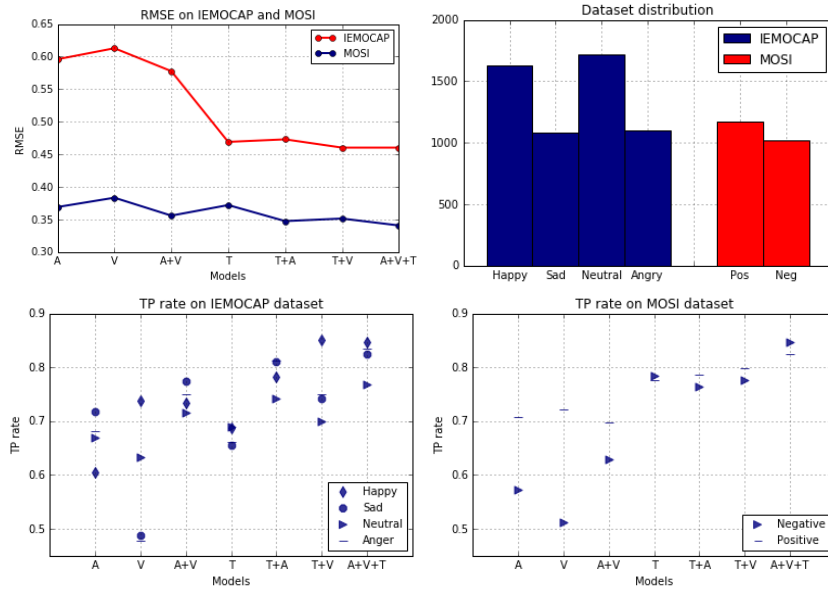 RMSE on IEMOCAP and MOSI
0.65
0.60
0.55
0.50
0.45
0.40
0.35
0.30
RMSE
IEMOCAP
MOSI
A
V
A+V
T
T+A
T+V
A+V+T
Models
Dataset distribution
2000
1500
1000
500
0
IEMOCAP
MOSI
Happy
Sad
Neutral
Angry
Pos
Neg
TP rate on IEMOCAP dataset
0.9
0.8
0.7
0.6
0.5
TP rate
Happy
Sad
Neutral
Anger
A
V
A+V
T
T+A
T+V
A+V+T
Models
TP rate on MOSI dataset
0.9
0.8
0.7
0.6
0.5
TP rate
Negative
Positive
A
V
A+V
T
T+A
T+V
A+V+T
Models